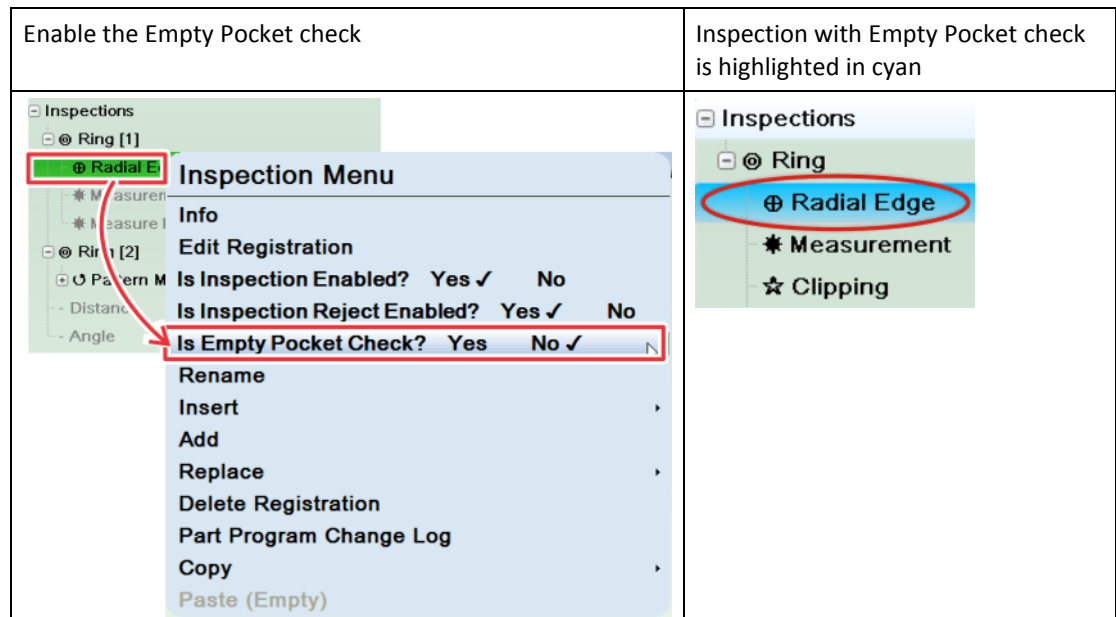 Enable the Empty Pocket check
Inspection with Empty Pocket check
is highlighted in cyan
Inspections
Ring [1]
Radial
Ring [2]
Pattern M
Angle
Inspection Menu
Info
Edit Registration
Is Inspection Enabled? Yes ✓ No
Is Inspection Reject Enabled? Yes ✓ No
Is Empty Pocket Check? Yes No ✓
Rename
Insert
Add
Replace
Delete Registration
Part Program Change Log
Copy
Paste (Empty)
Inspections
Ring
Radial Edge
Measurement
Clipping